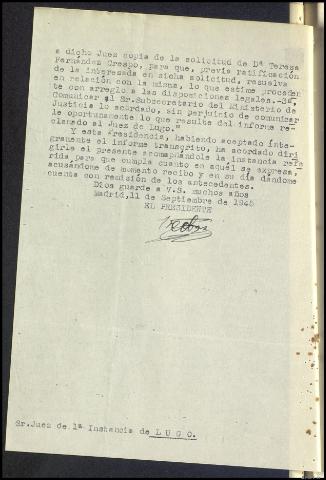 a dicho Juez copia de la solicitud de Dª Teresa
Fernández Crespo, para que, previa ratificación
de la interesada en dicha solicitud, resuelva
en relación con la misma, lo que estime proceden
te con arreglo a las disposiciones legales.-3ª,
Comunicar al Sr.Subsecretario del Ministerio de
Justicia lo acordado, sin perjuicio de comunicar
le oportunamente lo que resulte del informe re-
clamado al Juez de Lugo."
Y esta Presidencia, habiendo aceptado ínte-
gramente el informe transcrito, ha acordado diri
girle el presente acompañándole la instancia refe
rida para que cumpla cuanto en aquél se expresa,
acusándome de momento recibo y en su día dándome
cuenta con remisión de los antecedentes.
Dios guarde a V.S. muchos años
Madrid,11 de Septiembre de 1945
EL PRESIDENTE
Sr.Juez de 1ª Instancia de L U G O.